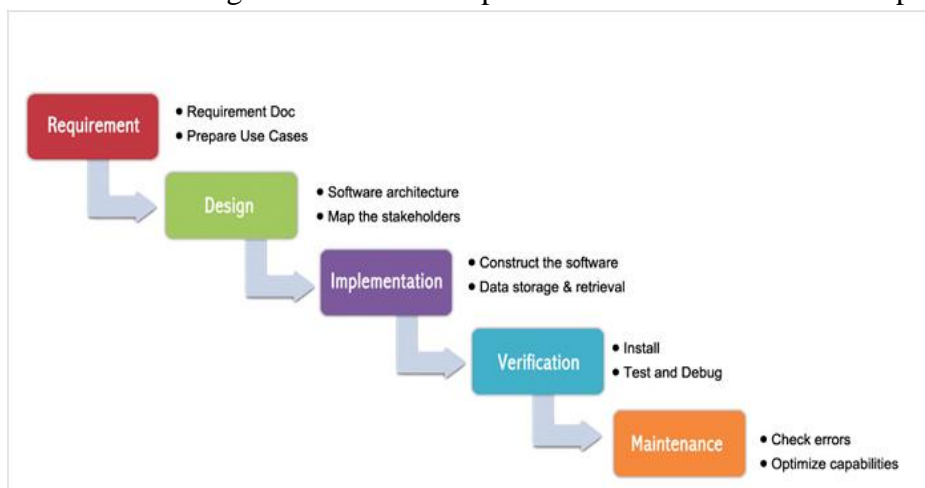 Requirement
• Requirement Doc
• Prepare Use Cases
Design
• Software architecture
• Map the stakeholders
Implementation
• Construct the software
• Data storage & retrieval
Verification
• Install
• Test and Debug
Maintenance
• Check errors
• Optimize capabilities